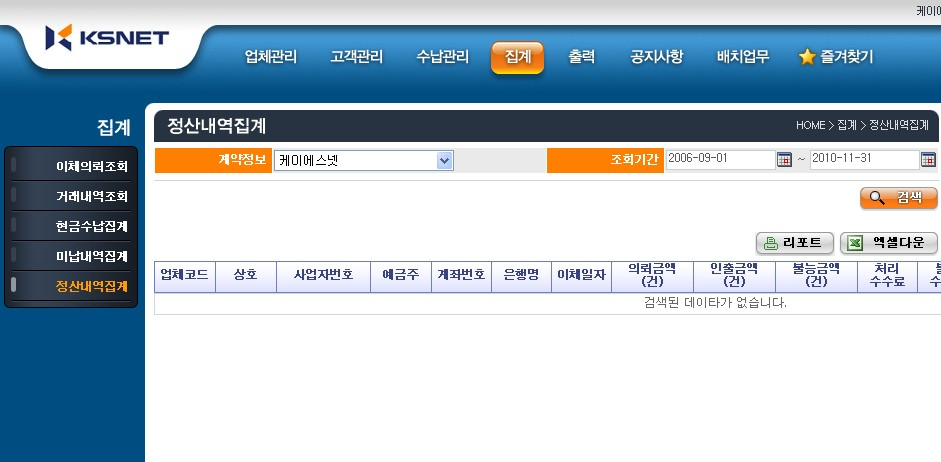 케이에
KSNET
업체관리 고객관리 수납관리 집계 출력 공지사항 배치업무 즐겨찾기
집계
정산내역집계
HOME > 집계 > 정산내역집계
이체의뢰조회
거래내역조회
현금수납집계
미납내역집계
정산내역집계
계약정보 케이에스넷 조회기간 2006-09-01 ~ 2010-11-31
검색
리포트 엑셀다운
업체코드 상호 사업자번호 예금주 계좌번호 은행명 이체일자 의뢰금액 인출금액 불능금액 처리
(건) (건) (건) 수수료
검색된 데이타가 없습니다.